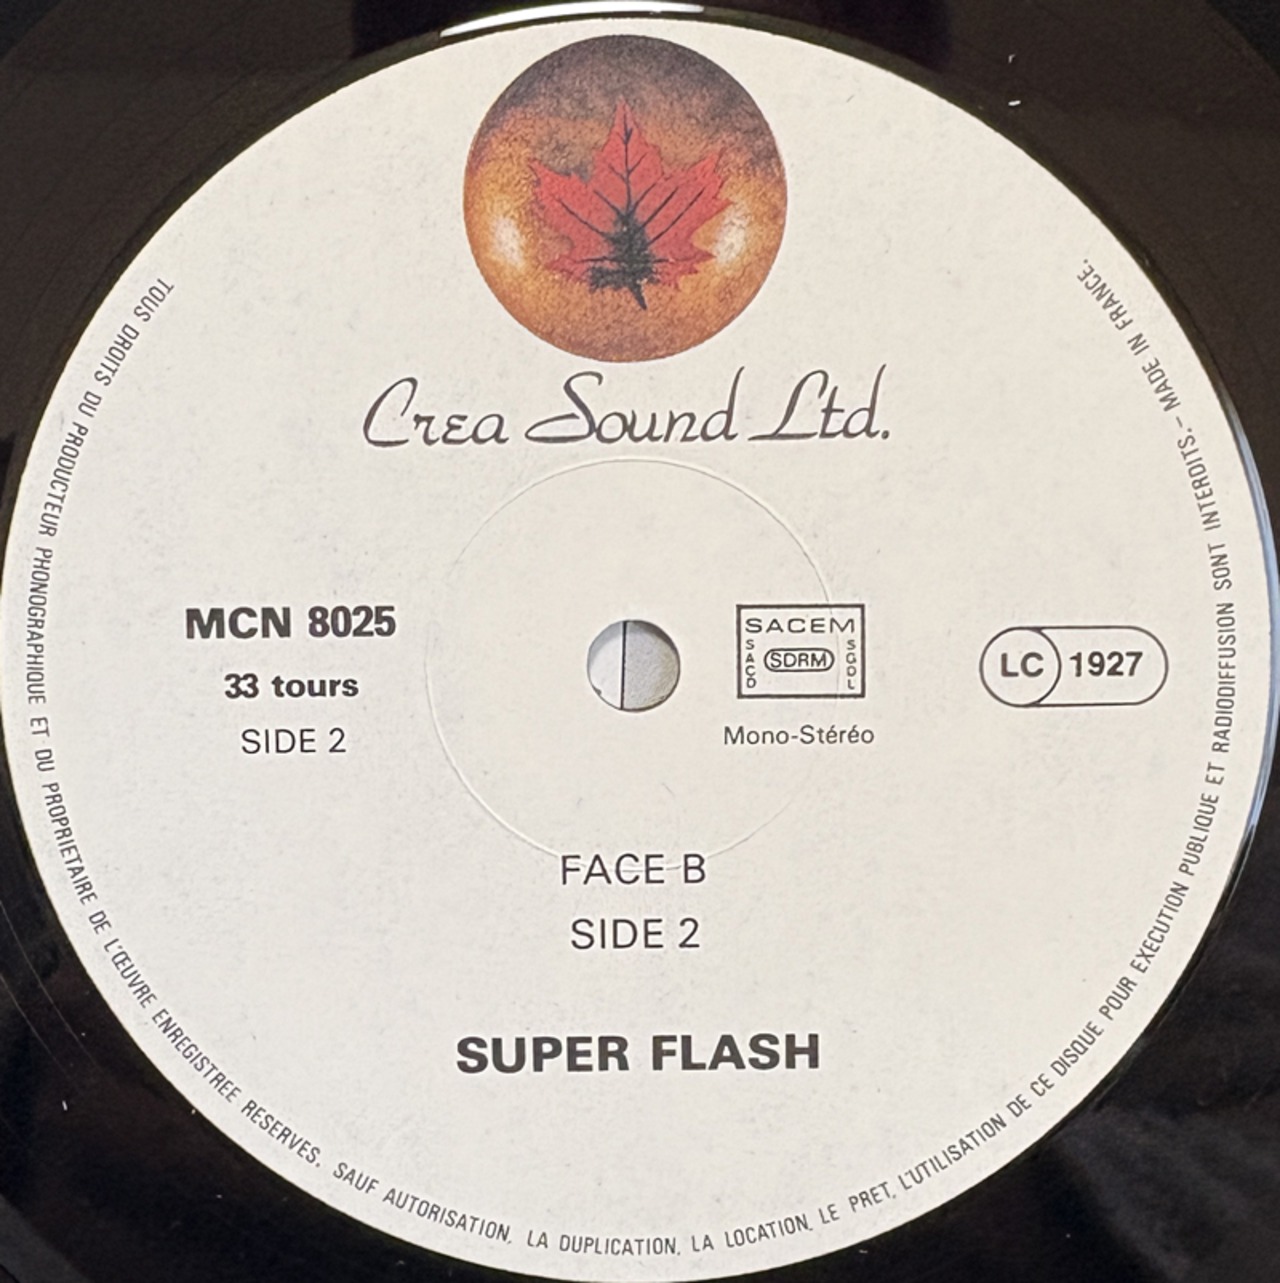 Crea Sound Ltd.
MCN 8025
33 tours
SIDE 2
SACEM
SACD
SDRM
SGDL
Mono-Stéréo
LC 1927
FACE B
SIDE 2
SUPER FLASH
TOUS DROITS DU PRODUCTEUR PHONOGRAPHIQUE ET DU PROPRIETAIRE DE L'ŒUVRE ENREGISTREE RESERVES. SAUF AUTORISATION, LA DUPLICATION, LA LOCATION, LE PRET, L'UTILISATION DE CE DISQUE POUR EXECUTION PUBLIQUE ET RADIODIFFUSION SONT INTERDITS. – MADE IN FRANCE.